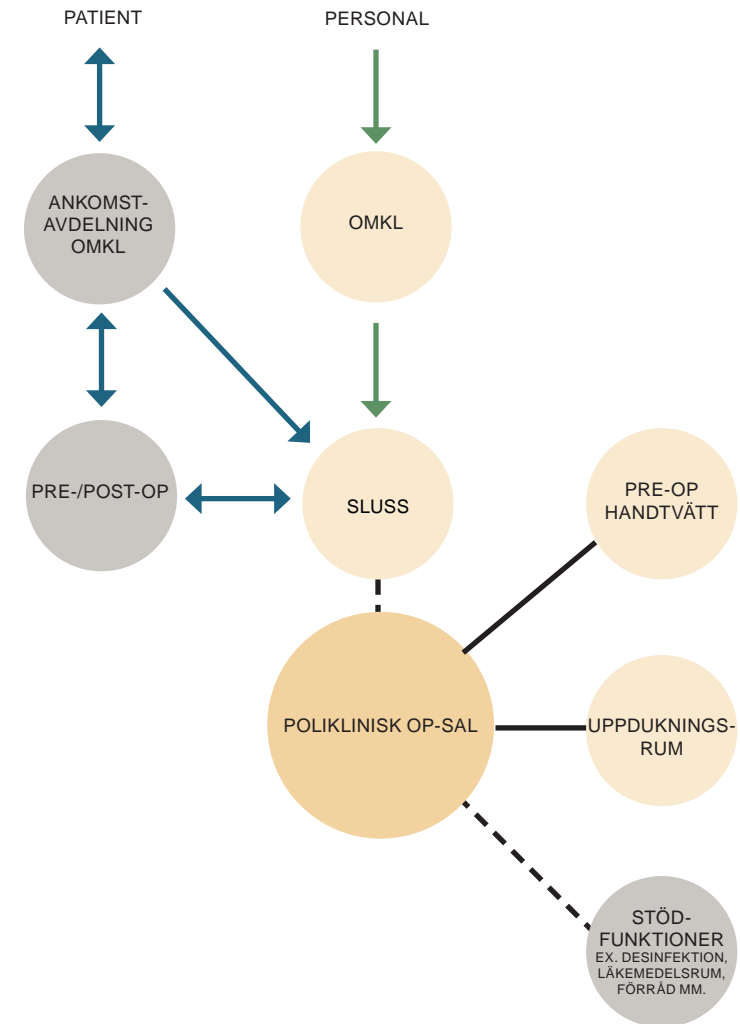 PATIENT
PERSONAL
ANKOMST-
AVDELNING
OMKL
OMKL
PRE-/POST-OP
SLUSS
PRE-OP
HANDTVÄTT
POLIKLINISK OP-SAL
UPPDUKNINGS-
RUM
STÖD-
FUNKTIONER
EX. DESINFEKTION,
LÄKEMEDELSRUM,
FÖRRÅD MM.